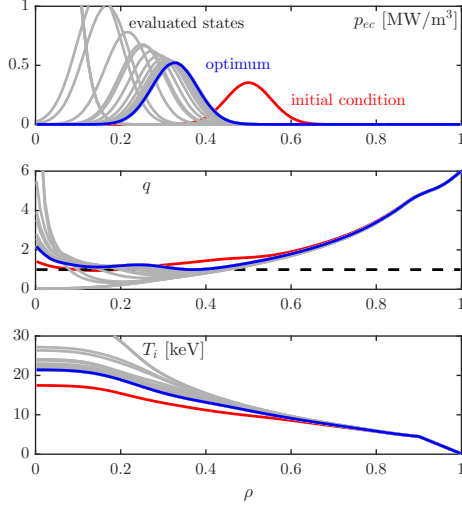 1
evaluated states
p_ec [MW/m³]
optimum
0.5
initial condition
0
0 0.2 0.4 0.6 0.8 1
6
q
4
2
0
0 0.2 0.4 0.6 0.8 1
30
T_i [keV]
20
10
0
0 0.2 0.4 0.6 0.8 1
ρ